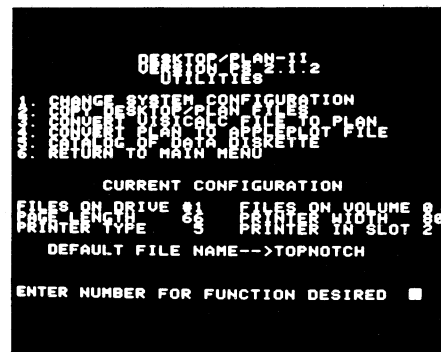 DESKTOP/PLAN-II
VERSION PS 2.1.2
UTILITIES
1. CHANGE SYSTEM CONFIGURATION
2. COPY DESKTOP/PLAN FILES
3. CONVERT VISICALC FILE TO PLAN
4. CONVERT PLAN TO APPLEPLOT FILE
5. CATALOG OF DATA DISKETTE
6. RETURN TO MAIN MENU
CURRENT CONFIGURATION
FILES ON DRIVE #1 FILES ON VOLUME 0
PAGE LENGTH 66 PRINTER WIDTH 80
PRINTER TYPE 5 PRINTER IN SLOT 2
DEFAULT FILE NAME-->TOPNOTCH
ENTER NUMBER FOR FUNCTION DESIRED